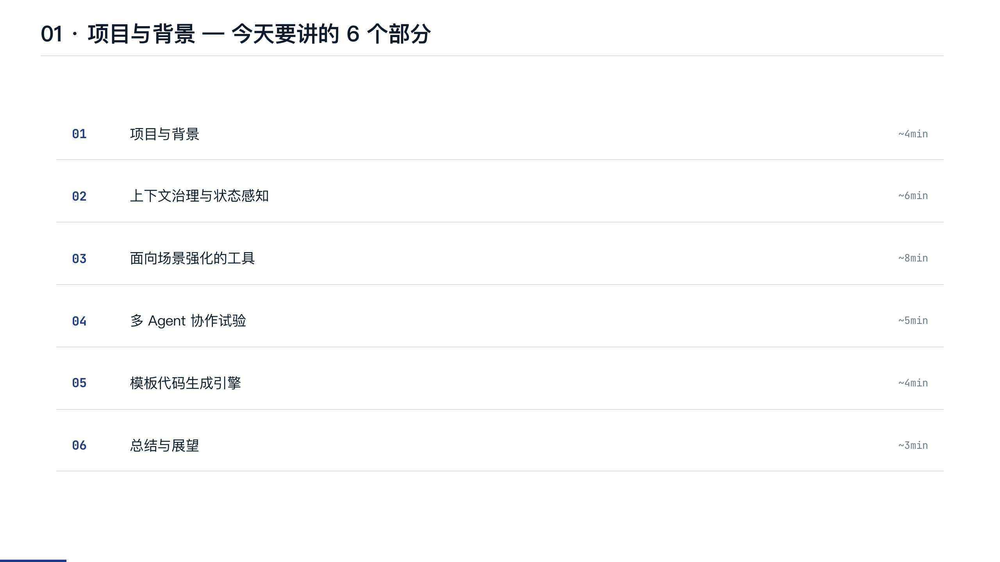 01 · 项目与背景 — 今天要讲的 6 个部分
01 项目与背景 ~4min
02 上下文治理与状态感知 ~6min
03 面向场景强化的工具 ~8min
04 多 Agent 协作试验 ~5min
05 模板代码生成引擎 ~4min
06 总结与展望 ~3min